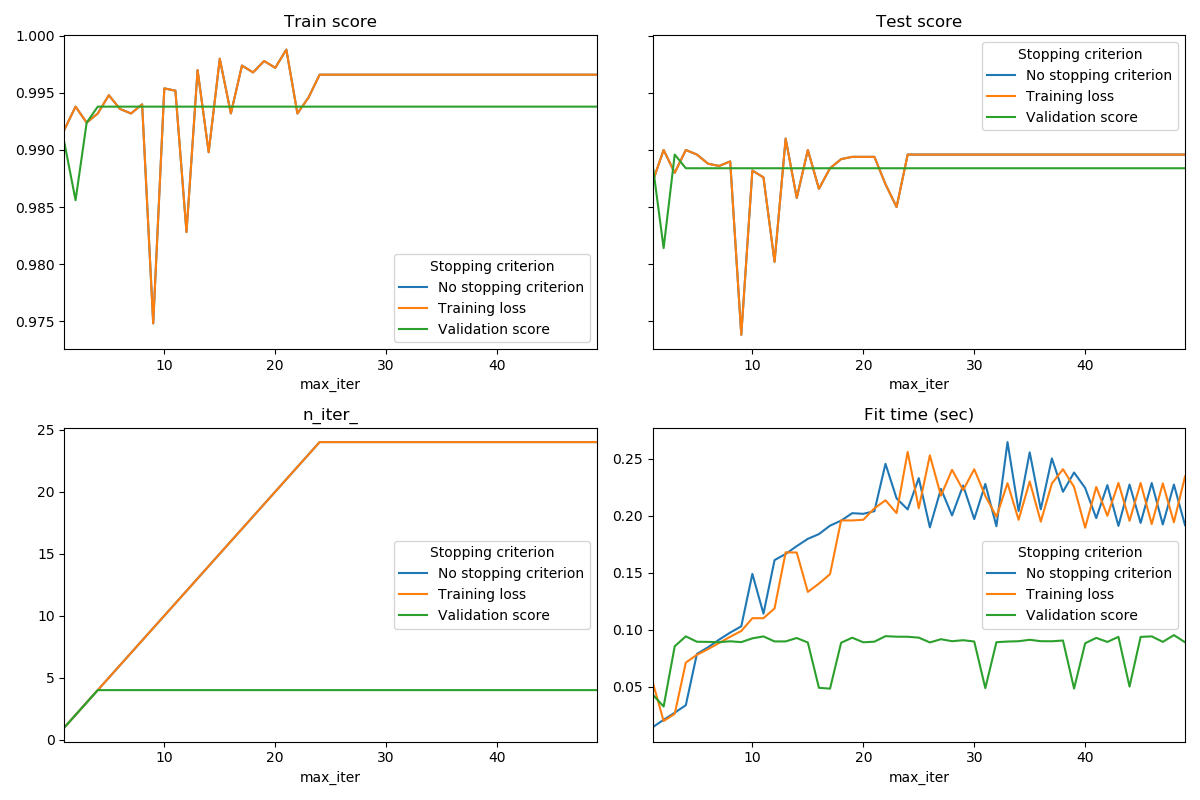 Train score
1.000
0.995
0.990
0.985
0.980
0.975
Stopping criterion
No stopping criterion
Training loss
Validation score
10 20 30 40
max_iter
Test score
Stopping criterion
No stopping criterion
Training loss
Validation score
10 20 30 40
max_iter
n_iter_
25
20
15
10
5
0
Stopping criterion
No stopping criterion
Training loss
Validation score
10 20 30 40
max_iter
Fit time (sec)
0.25
0.20
0.15
0.10
0.05
Stopping criterion
No stopping criterion
Training loss
Validation score
10 20 30 40
max_iter